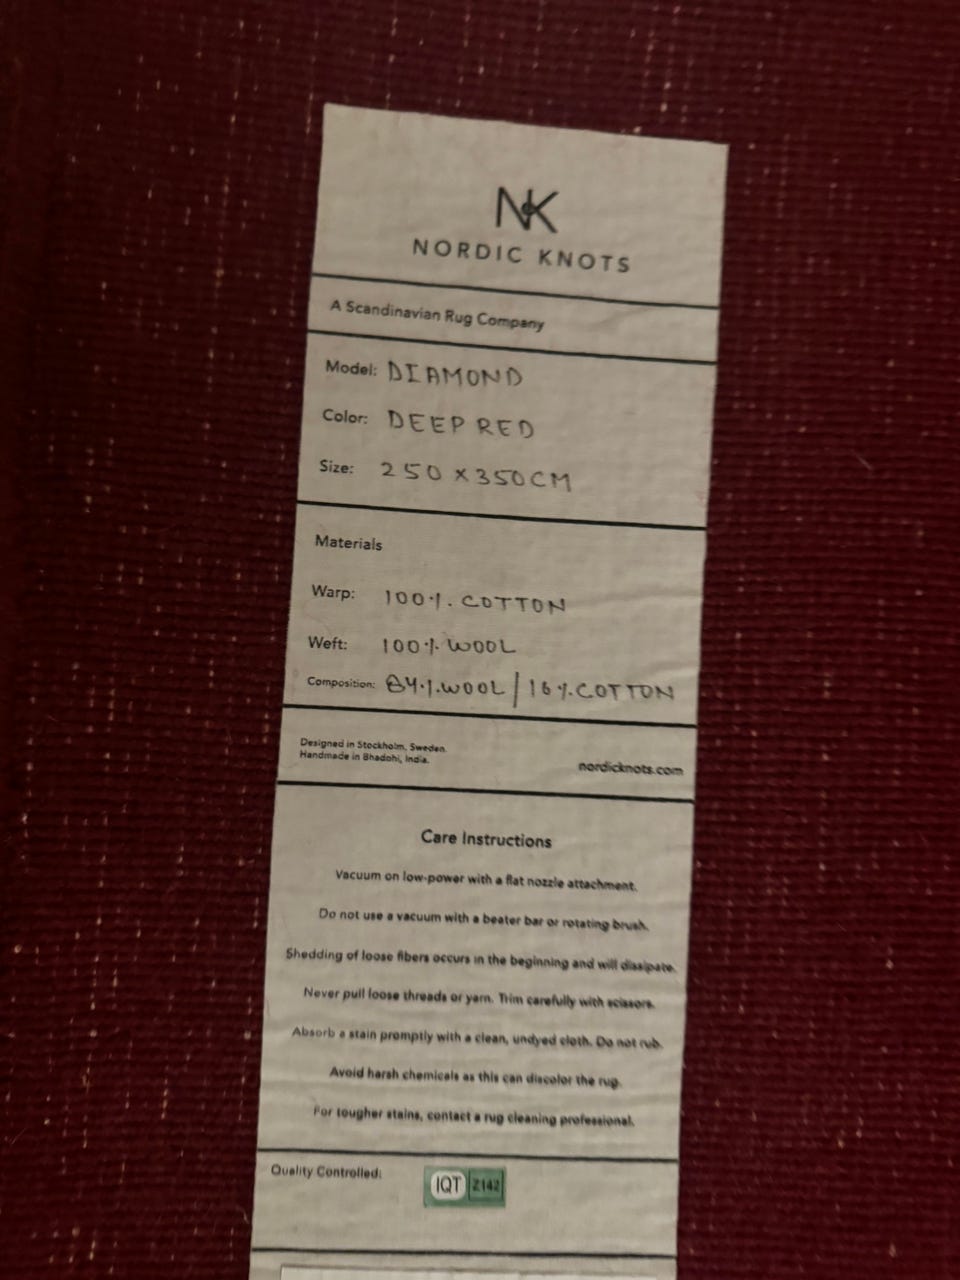 NK
NORDIC KNOTS
A Scandinavian Rug Company
Model: DIAMOND
Color: DEEP RED
Size: 250 x 350CM
Materials
Warp: 100%. COTTON
Weft: 100% WOOL
Composition: 84%.WOOL | 16%.COTTON
Designed in Stockholm, Sweden.
Handmade in Bhadohi, India.
nordicknots.com
Care Instructions
Vacuum on low-power with a flat nozzle attachment.
Do not use a vacuum with a beater bar or rotating brush.
Shedding of loose fibers occurs in the beginning and will dissipate.
Never pull loose threads or yarn. Trim carefully with scissors.
Absorb a stain promptly with a clean, undyed cloth. Do not rub.
Avoid harsh chemicals as this can discolor the rug.
For tougher stains, contact a rug cleaning professional.
Quality Controlled:
IQT 2142